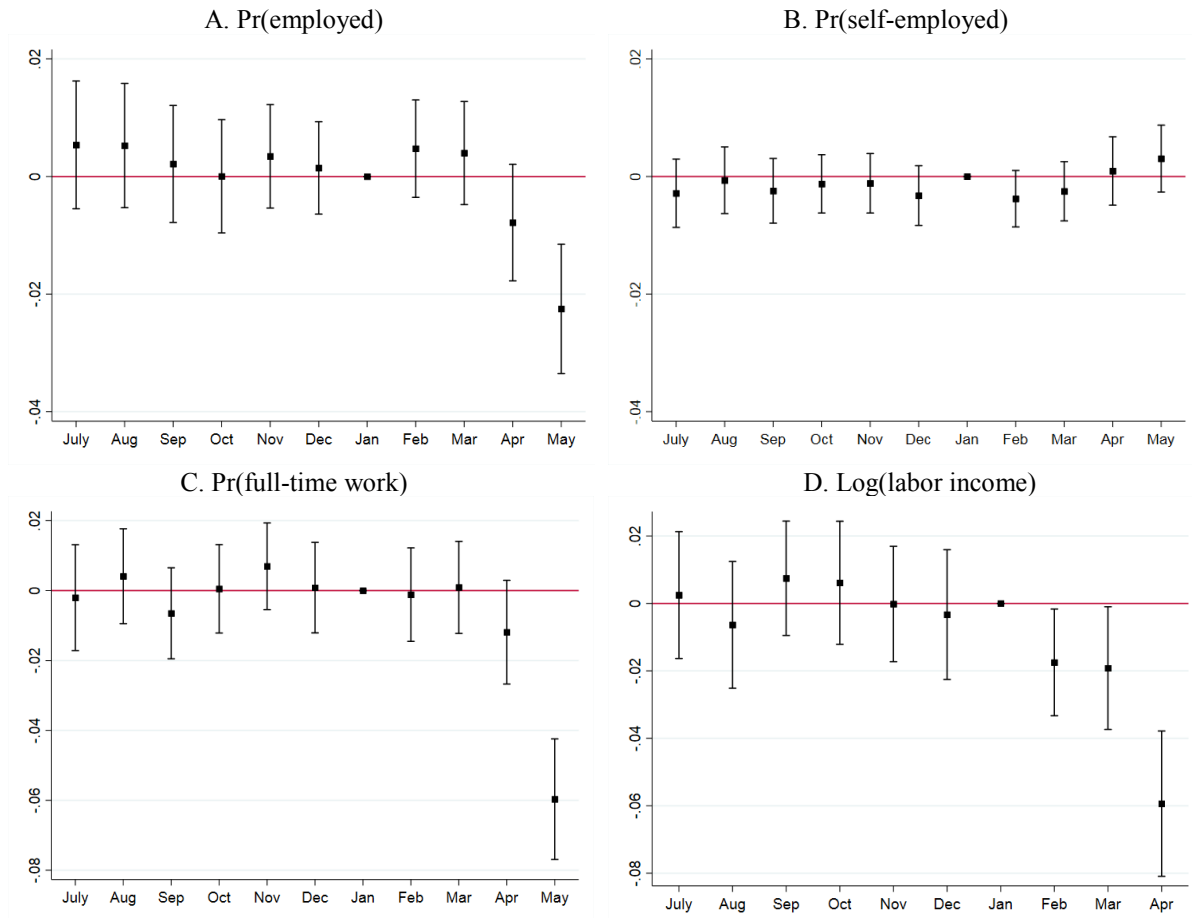 A. Pr(employed)
.02
0
-.02
-.04
July Aug Sep Oct Nov Dec Jan Feb Mar Apr May
B. Pr(self-employed)
.02
0
-.02
-.04
July Aug Sep Oct Nov Dec Jan Feb Mar Apr May
C. Pr(full-time work)
.02
0
-.02
-.04
-.06
-.08
July Aug Sep Oct Nov Dec Jan Feb Mar Apr May
D. Log(labor income)
.02
0
-.02
-.04
-.06
-.08
July Aug Sep Oct Nov Dec Jan Feb Mar Apr